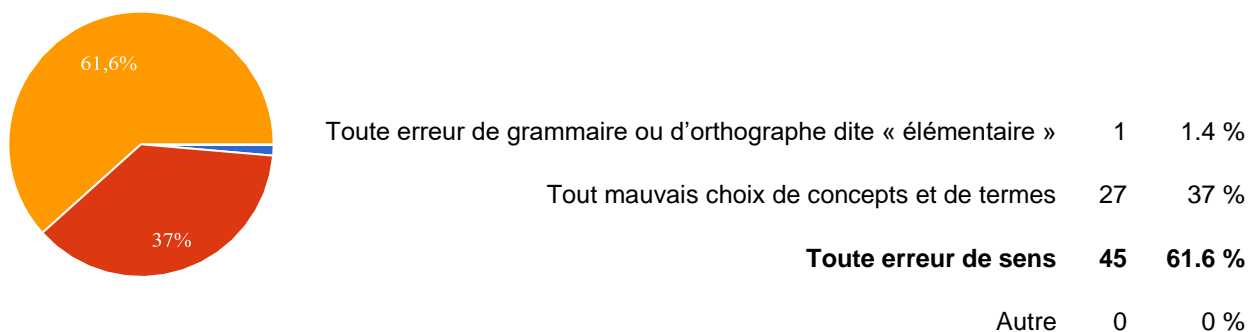 61,6%
37%
Toute erreur de grammaire ou d’orthographe dite « élémentaire » 1 1.4 %
Tout mauvais choix de concepts et de termes 27 37 %
Toute erreur de sens 45 61.6 %
Autre 0 0 %